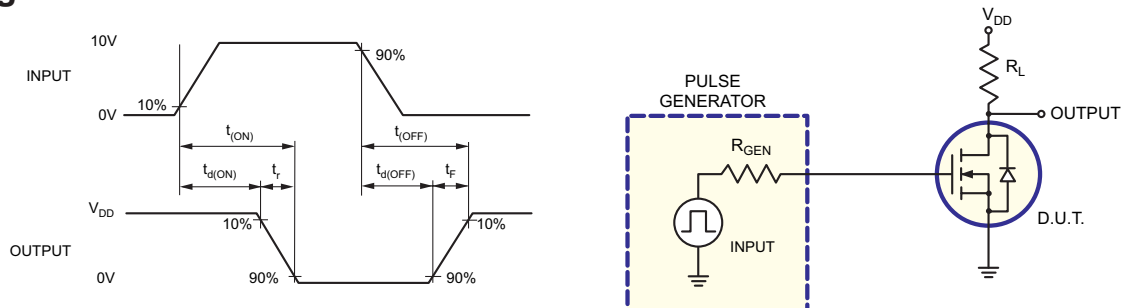 10V
INPUT
90%
10%
0V
t(ON)
t(OFF)
td(ON)
tr
td(OFF)
tF
VDD
10%
10%
OUTPUT
0V
90%
90%
VDD
RL
PULSE
GENERATOR
OUTPUT
RGEN
INPUT
D.U.T.